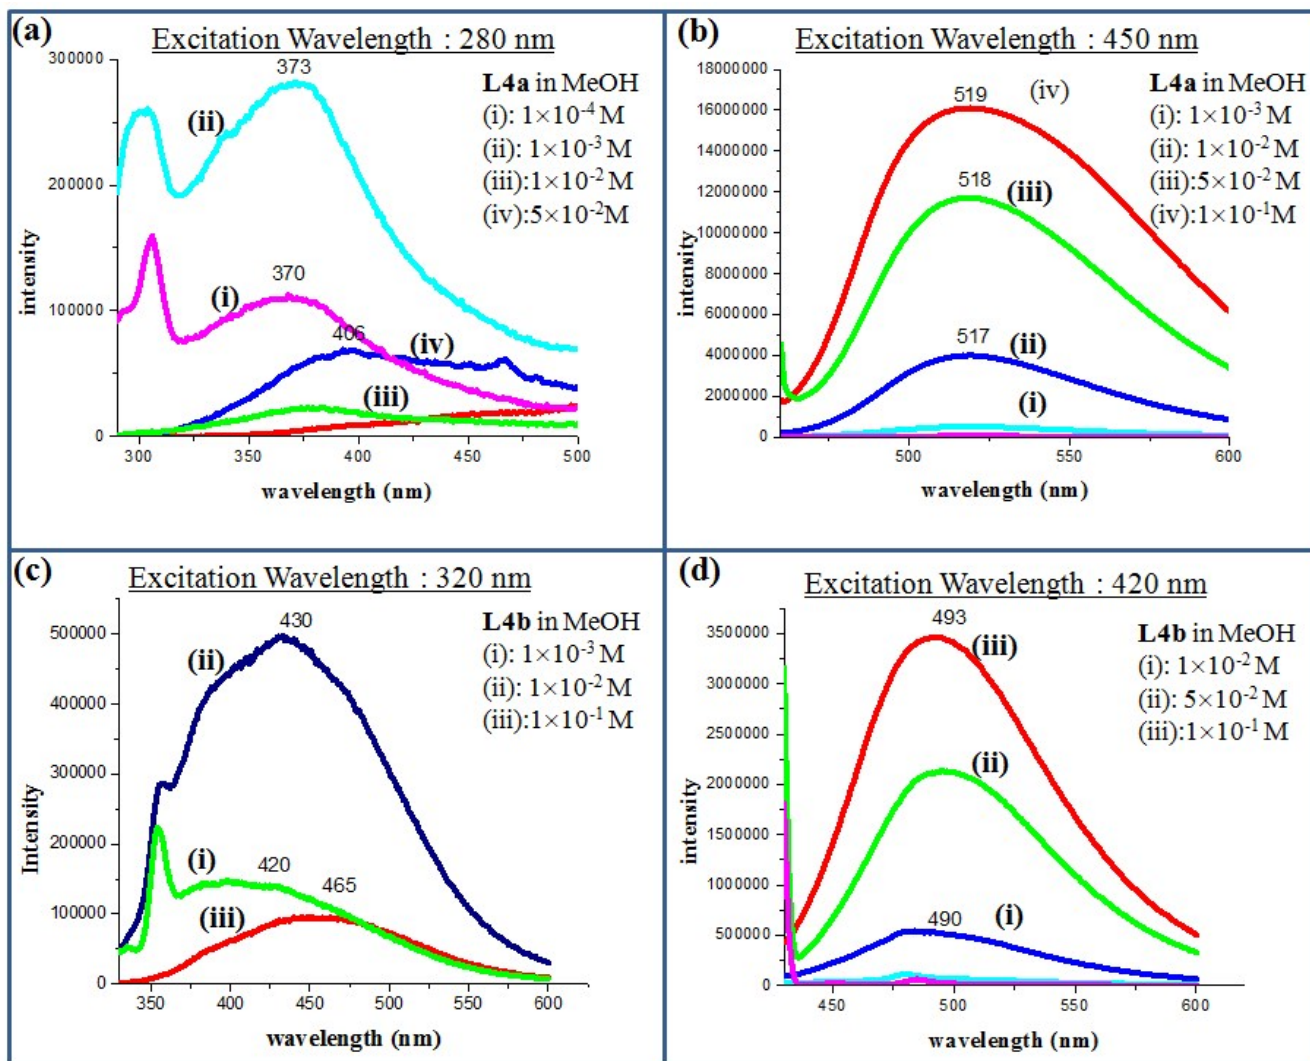 (a)
Excitation Wavelength : 280 nm
300000
200000
100000
0
intensity
300
350
400
450
500
wavelength (nm)
373
(ii)
370
(i)
406
(iv)
(iii)
L4a in MeOH
(i): 1×10⁻⁴ M
(ii): 1×10⁻³ M
(iii):1×10⁻² M
(iv):5×10⁻²M
(b)
Excitation Wavelength : 450 nm
18000000
16000000
14000000
12000000
10000000
8000000
6000000
4000000
2000000
0
intensity
500
550
600
wavelength (nm)
519
(iv)
518
(iii)
517
(ii)
(i)
L4a in MeOH
(i): 1×10⁻³ M
(ii): 1×10⁻² M
(iii):5×10⁻² M
(iv):1×10⁻¹M
(c)
Excitation Wavelength : 320 nm
500000
400000
300000
200000
100000
0
Intensity
350
400
450
500
550
600
wavelength (nm)
430
(ii)
(i)
420
465
(iii)
L4b in MeOH
(i): 1×10⁻³ M
(ii): 1×10⁻² M
(iii):1×10⁻¹ M
(d)
Excitation Wavelength : 420 nm
3500000
3000000
2500000
2000000
1500000
1000000
500000
0
intensity
450
500
550
600
wavelength (nm)
493
(iii)
(ii)
490
(i)
L4b in MeOH
(i): 1×10⁻² M
(ii): 5×10⁻² M
(iii):1×10⁻¹ M